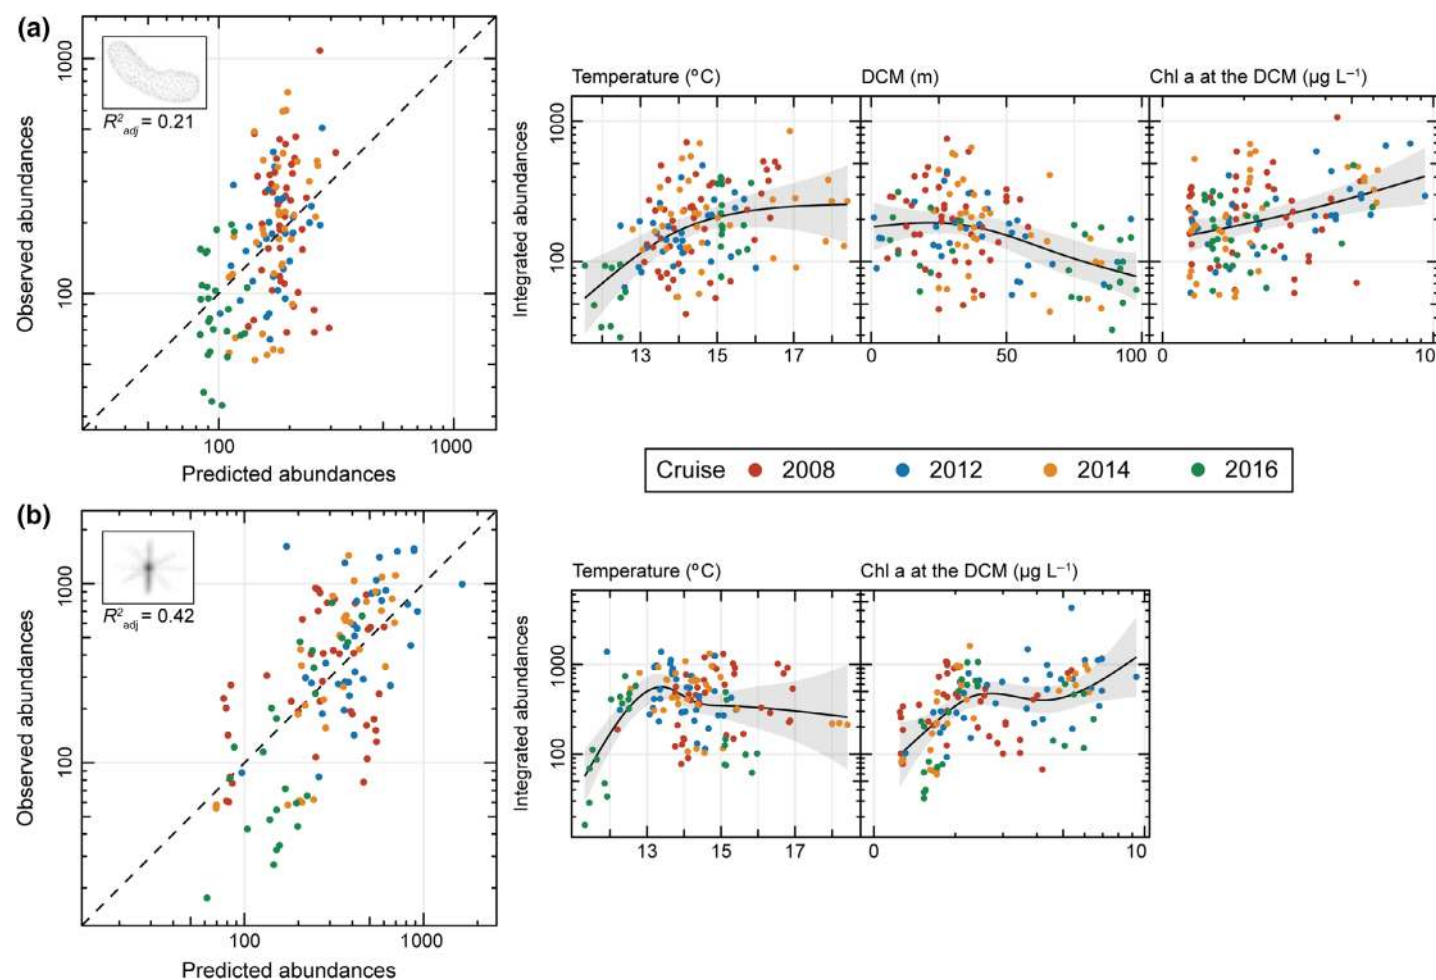 (a)
R²adj = 0.21
Observed abundances
1000
100
100
1000
Predicted abundances
Temperature (ºC)
DCM (m)
Chl a at the DCM (µg L⁻¹)
Integrated abundances
1000
100
13
15
17
0
50
100
0
10
Cruise
2008
2012
2014
2016
(b)
R²adj = 0.42
Observed abundances
1000
100
100
1000
Predicted abundances
Temperature (ºC)
Chl a at the DCM (µg L⁻¹)
Integrated abundances
1000
100
13
15
17
0
10